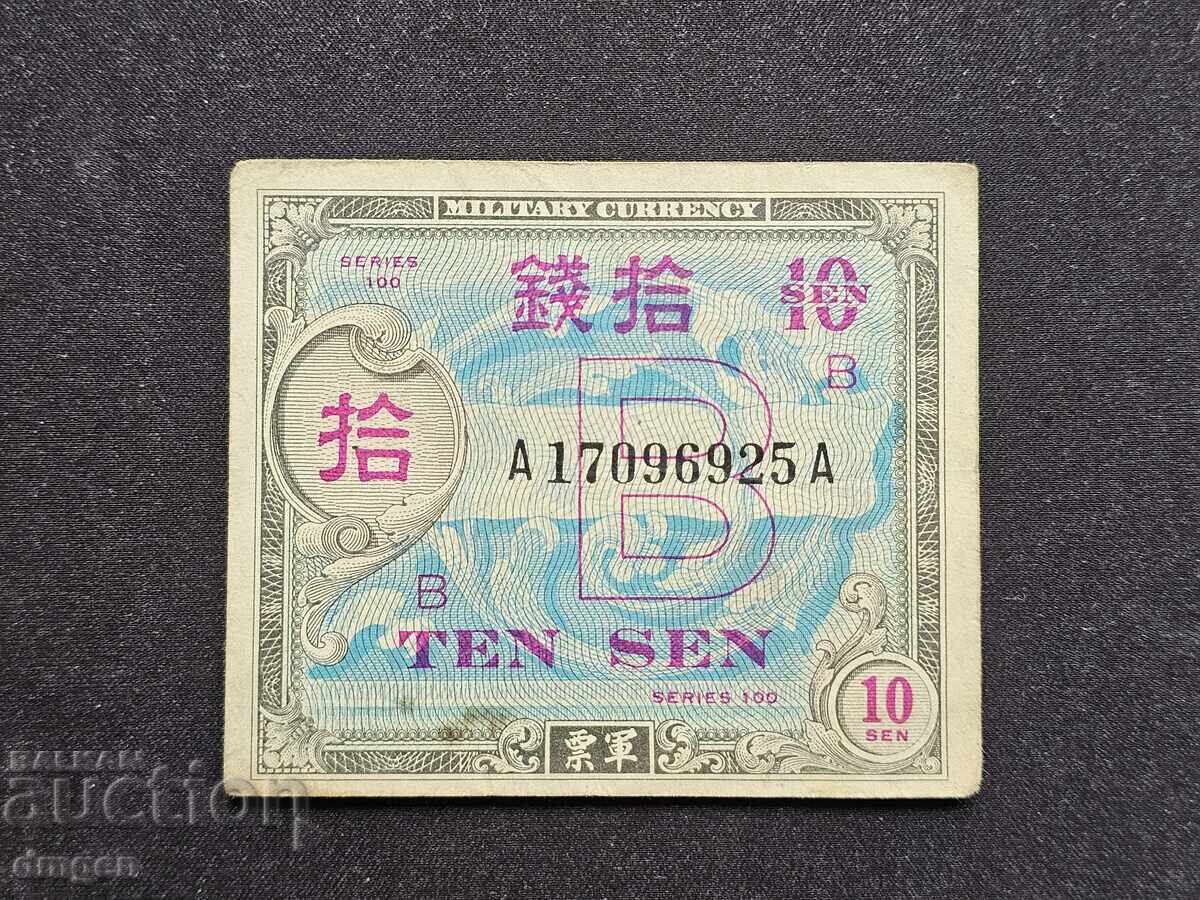 MILITARY CURRENCY
SERIES
100
錢拾
10
SEN
B
拾
B
A17096925A
B
TEN SEN
SERIES 100
10
SEN
票軍
BALKAN
auction
dmgen